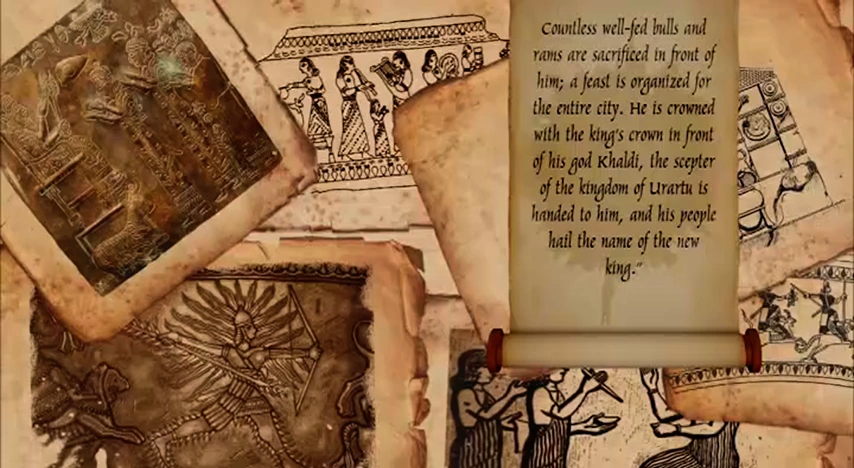 Countless well-fed bulls and
rams are sacrificed in front of
him; a feast is organized for
the entire city. He is crowned
with the king's crown in front
of his god Khaldi, the scepter
of the kingdom of Urartu is
handed to him, and his people
hail the name of the new
king."